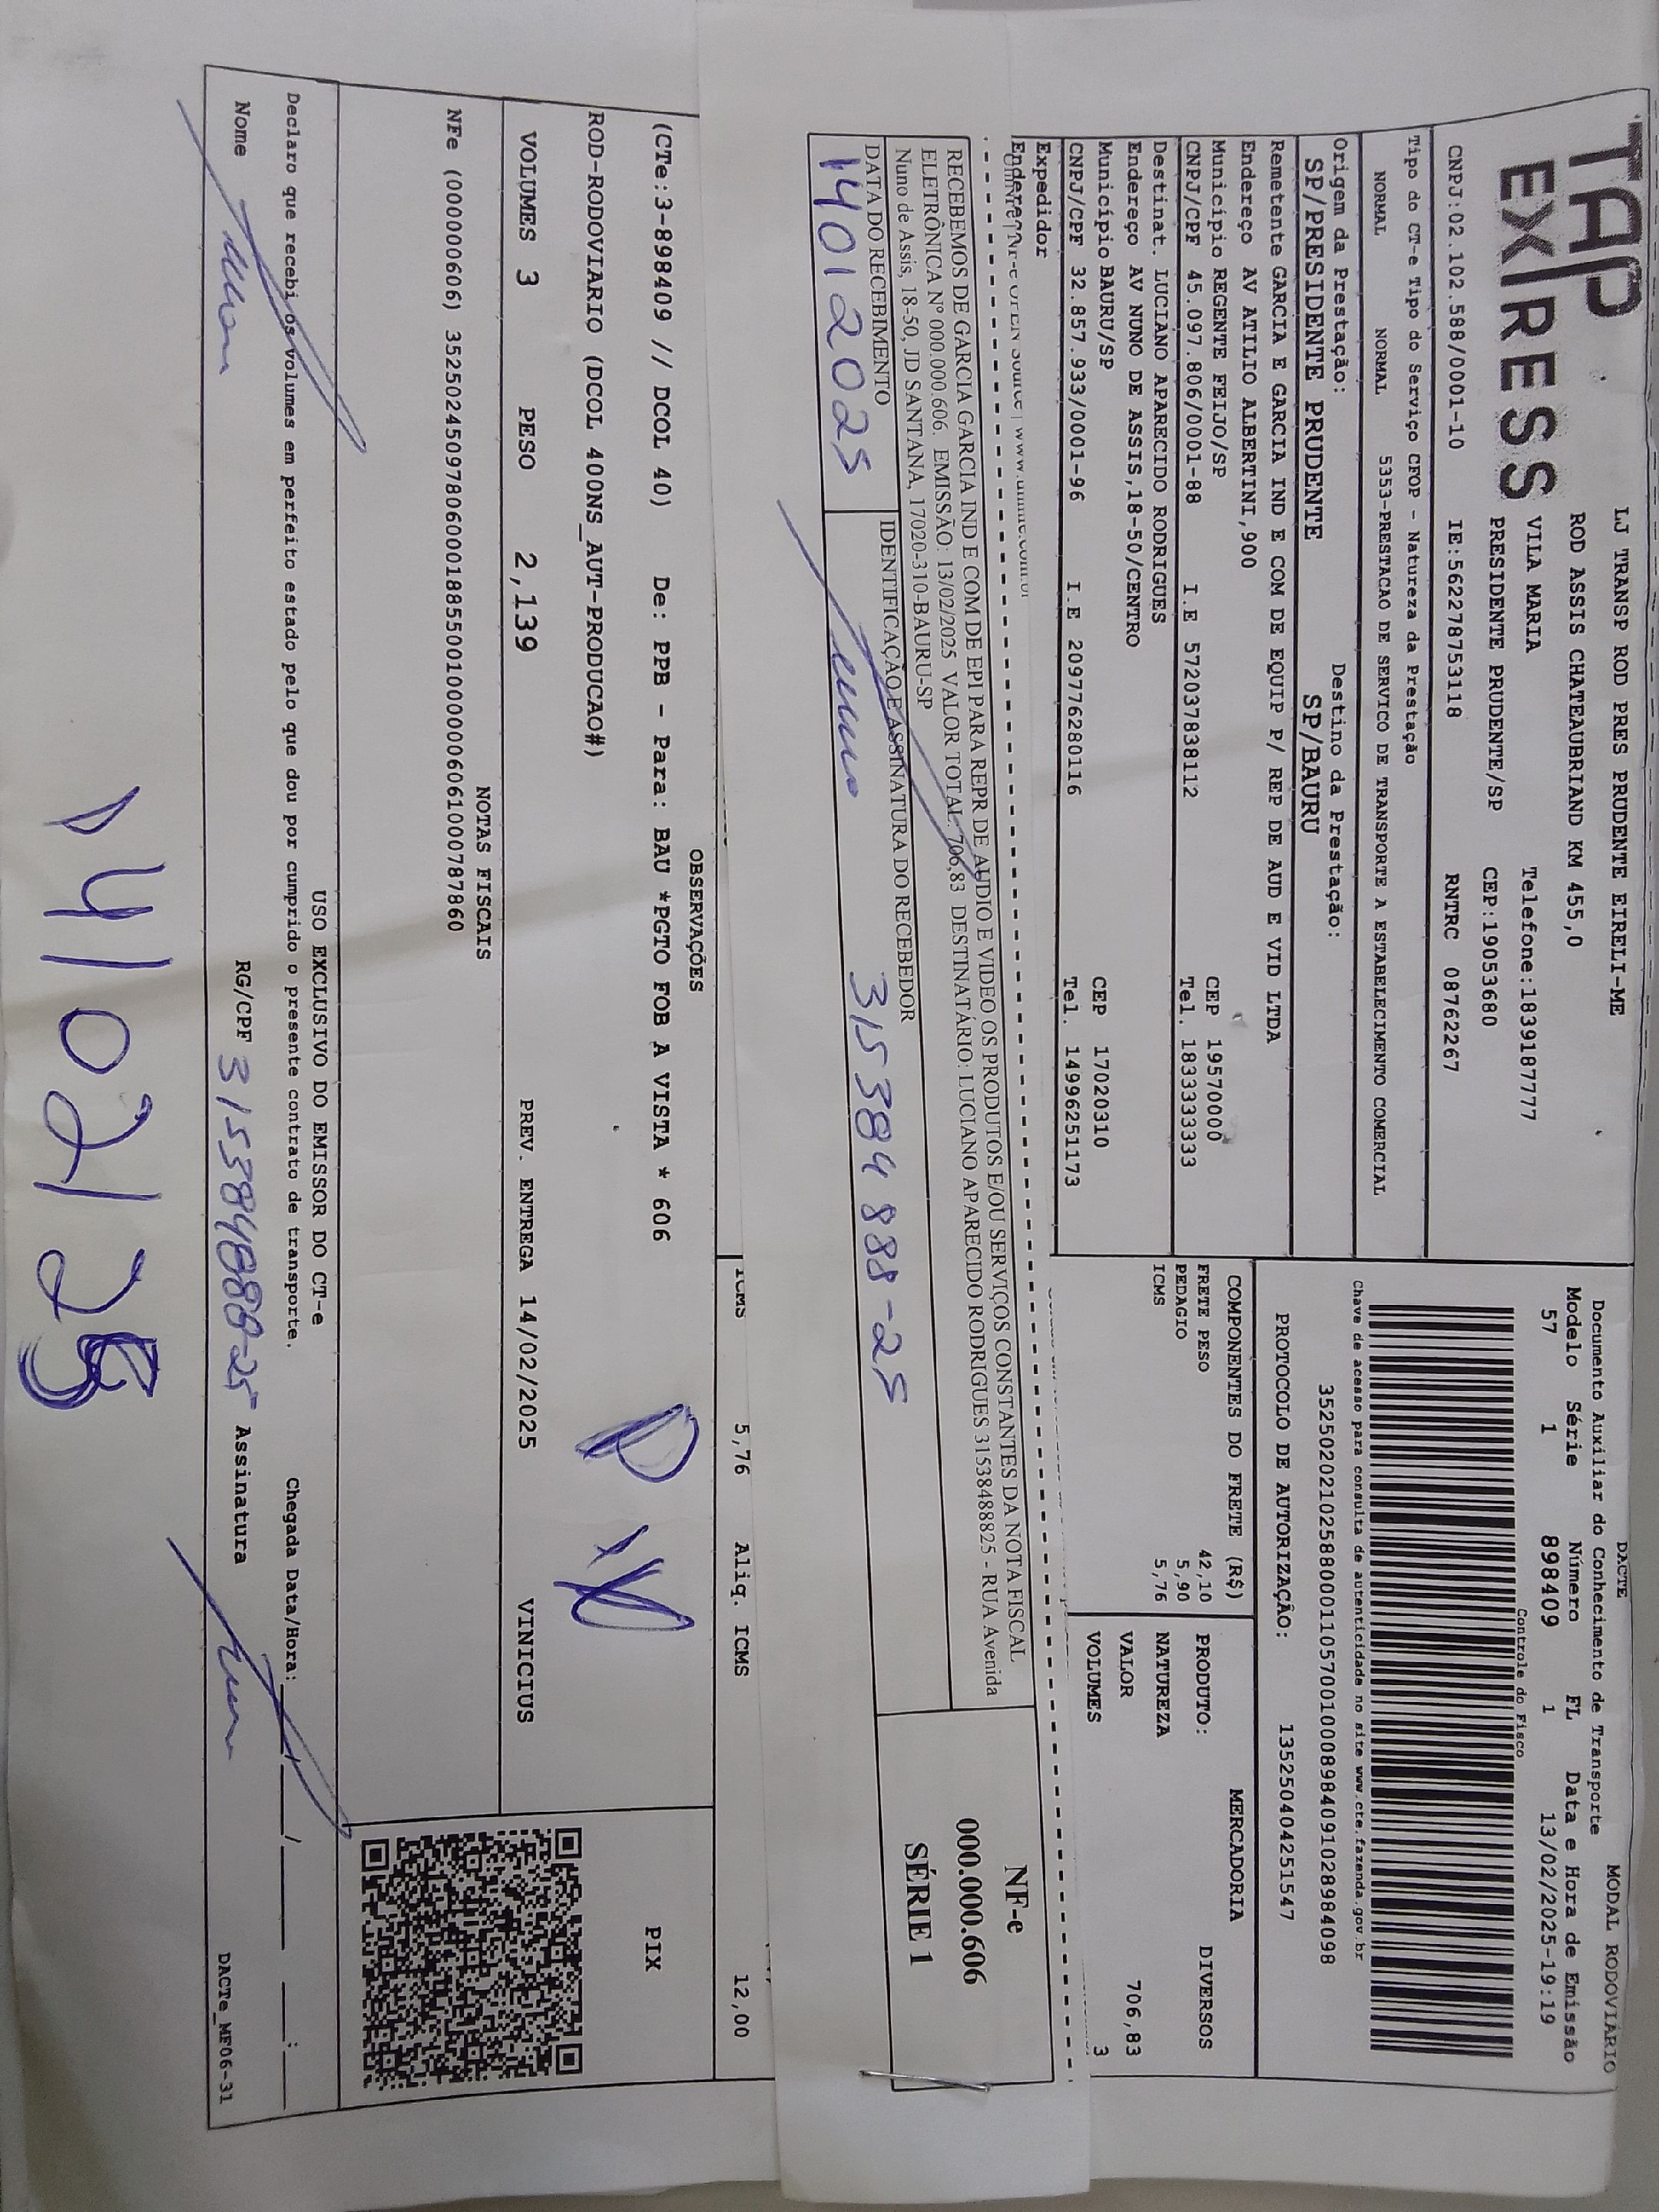 TAP
EXPRESS
LJ TRANSP ROD PRES PRUDENTE EIRELI-ME
ROD ASSIS CHATEAUBRIAND KM 455,0
VILA MARIA Telefone:1839187777
PRESIDENTE PRUDENTE/SP CEP:19053680
CNPJ:02.102.588/0001-10 IE:562278753118 RNTRC 08762267
Tipo do CT-e Tipo do Serviço CFOP - Natureza da Prestação
NORMAL NORMAL 5353-PRESTACAO DE SERVICO DE TRANSPORTE A ESTABELECIMENTO COMERCIAL
Origem da Prestação: Destino da Prestação:
SP/PRESIDENTE PRUDENTE SP/BAURU
Remetente GARCIA E GARCIA IND E COM DE EQUIP P/ REP DE AUD E VID LTDA
Endereço AV ATILIO ALBERTINI,900
Município REGENTE FEIJO/SP CEP 19570000
CNPJ/CPF 45.097.806/0001-88 I.E 572037838112 Tel. 18333333333
Destinat. LUCIANO APARECIDO RODRIGUES
Endereço AV NUNO DE ASSIS,18-50/CENTRO
Município BAURU/SP CEP 17020310
CNPJ/CPF 32.857.933/0001-96 I.E 209776280116 Tel. 14996251173
Expedidor
Endereço
DACTE MODAL RODOVIÁRIO
Documento Auxiliar do Conhecimento de Transporte
Modelo Série Número FL Data e Hora de Emissão
57 1 898409 1 13/02/2025-19:19
Controle do Fisco
Chave de acesso para consulta de autenticidade no site www.cte.fazenda.gov.br
35250202102588000110570010008984091028984098
PROTOCOLO DE AUTORIZAÇÃO: 135250404251547
COMPONENTES DO FRETE (R$)
FRETE PESO 42,10
PEDAGIO 5,90
ICMS 5,76
MERCADORIA
PRODUTO: DIVERSOS
NATUREZA
VALOR 706,83
VOLUMES 3
RECEBEMOS DE GARCIA GARCIA IND E COM DE EPI PARA REPR DE AUDIO E VIDEO OS PRODUTOS E/OU SERVIÇOS CONSTANTES DA NOTA FISCAL
ELETRÔNICA Nº 000.000.606. EMISSÃO: 13/02/2025 VALOR TOTAL: 706,83 DESTINATÁRIO: LUCIANO APARECIDO RODRIGUES 31538488825 - RUA Avenida
Nuno de Assis, 18-50, JD SANTANA, 17020-310-BAURU-SP
DATA DO RECEBIMENTO IDENTIFICAÇÃO E ASSINATURA DO RECEBEDOR
14012025 315384888-25
NF-e
000.000.606
SÉRIE 1
ICMS 5,76 Aliq. ICMS 12,00
OBSERVAÇÕES
(CTe:3-898409 // DCOL 40) De: PPB - Para: BAU *PGTO FOB A VISTA * 606
ROD-RODOVIARIO (DCOL 400NS_AUT-PRODUCAO#)
PIX
VOLUMES 3 PESO 2,139 PREV. ENTREGA 14/02/2025 VINICIUS
NOTAS FISCAIS
NFe (000000606) 35250245097806000188550010000006061000787860
USO EXCLUSIVO DO EMISSOR DO CT-e
Declaro que recebi os volumes em perfeito estado pelo que dou por cumprido o presente contrato de transporte. Chegada Data/Hora: / / :
Nome RG/CPF 315384888-25 Assinatura
DACTe_MF06-31
14/02/25